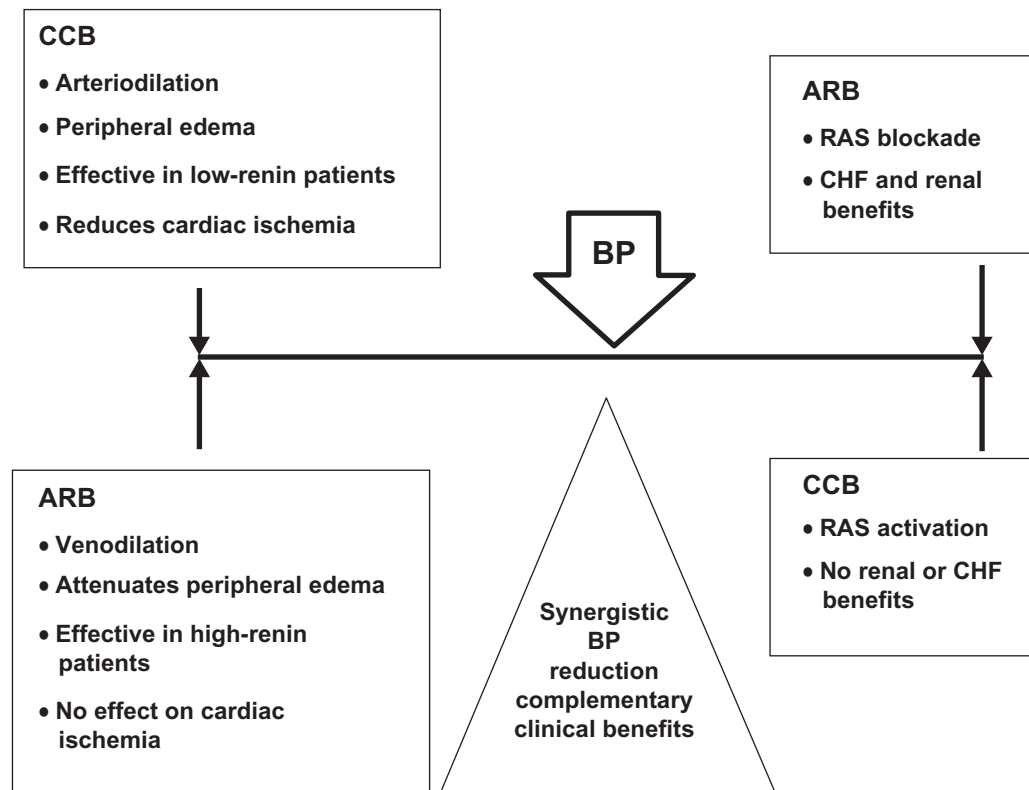 CCB
• Arteriodilation
• Peripheral edema
• Effective in low-renin patients
• Reduces cardiac ischemia
ARB
• RAS blockade
• CHF and renal
benefits
BP
ARB
• Venodilation
• Attenuates peripheral edema
• Effective in high-renin
patients
• No effect on cardiac
ischemia
Synergistic
BP
reduction
complementary
clinical benefits
CCB
• RAS activation
• No renal or CHF
benefits